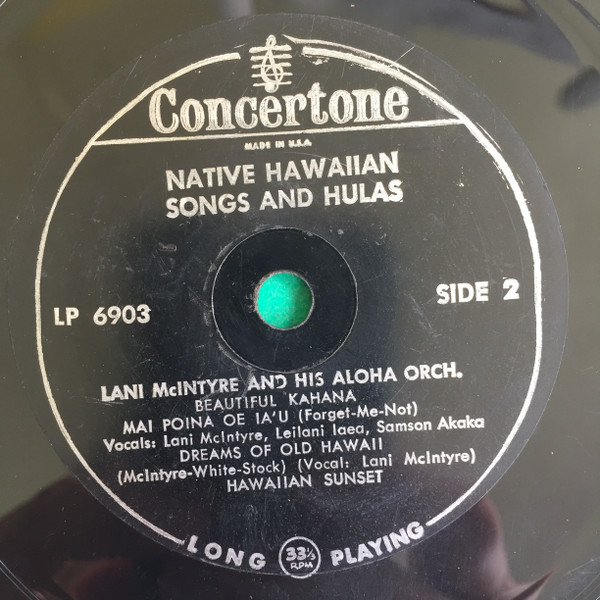 Concertone
MADE IN U.S.A.
NATIVE HAWAIIAN
SONGS AND HULAS
LP 6903
SIDE 2
LANI McINTYRE AND HIS ALOHA ORCH.
BEAUTIFUL KAHANA
MAI POINA OE IA'U (Forget-Me-Not)
Vocals: Lani McIntyre, Leilani Iaea, Samson Akaka
DREAMS OF OLD HAWAII
(McIntyre-White-Stock) (Vocal: Lani McIntyre)
HAWAIIAN SUNSET
LONG 33⅓ RPM PLAYING